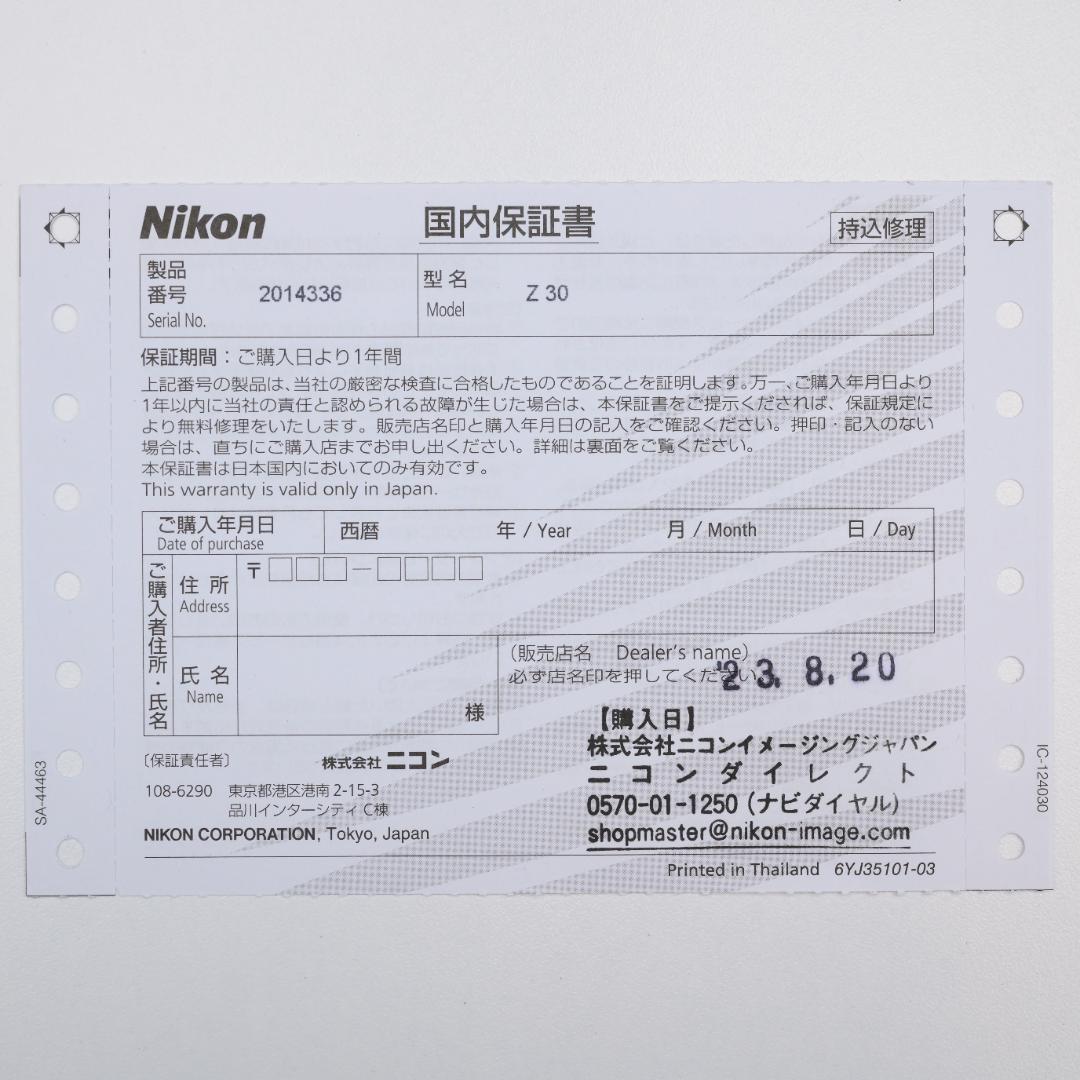 Nikon
国内保証書
持込修理
製品
番号
Serial No.
2014336
型名
Model
Z 30
保証期間：ご購入日より1年間
上記番号の製品は、当社の厳密な検査に合格したものであることを証明します。万一、ご購入年月日より
1年以内に当社の責任と認められる故障が生じた場合は、本保証書をご提示くだされば、保証規定に
より無料修理をいたします。販売店名印と購入年月日の記入をご確認ください。押印・記入のない
場合は、直ちにご購入店までお申し出ください。詳細は裏面をご覧ください。
本保証書は日本国内においてのみ有効です。
This warranty is valid only in Japan.
ご購入年月日
Date of purchase
西暦 年 / Year 月 / Month 日 / Day
ご購入者住所・氏名
住所
Address
〒□□□―□□□□
氏名
Name
様
（販売店名 Dealer's name）
必ず店名印を押してください
'23. 8. 20
【購入日】
株式会社ニコンイメージングジャパン
ニコンダイレクト
0570-01-1250（ナビダイヤル）
shopmaster@nikon-image.com
〔保証責任者〕
株式会社ニコン
108-6290 東京都港区港南 2-15-3
品川インターシティ C棟
NIKON CORPORATION, Tokyo, Japan
Printed in Thailand 6YJ35101-03
SA-44463
IC-124030